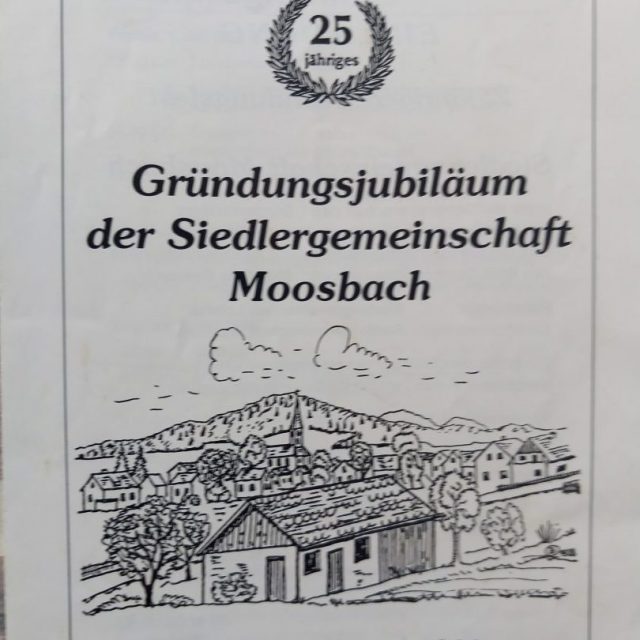 25
jähriges
Gründungsjubiläum
der Siedlergemeinschaft
Moosbach